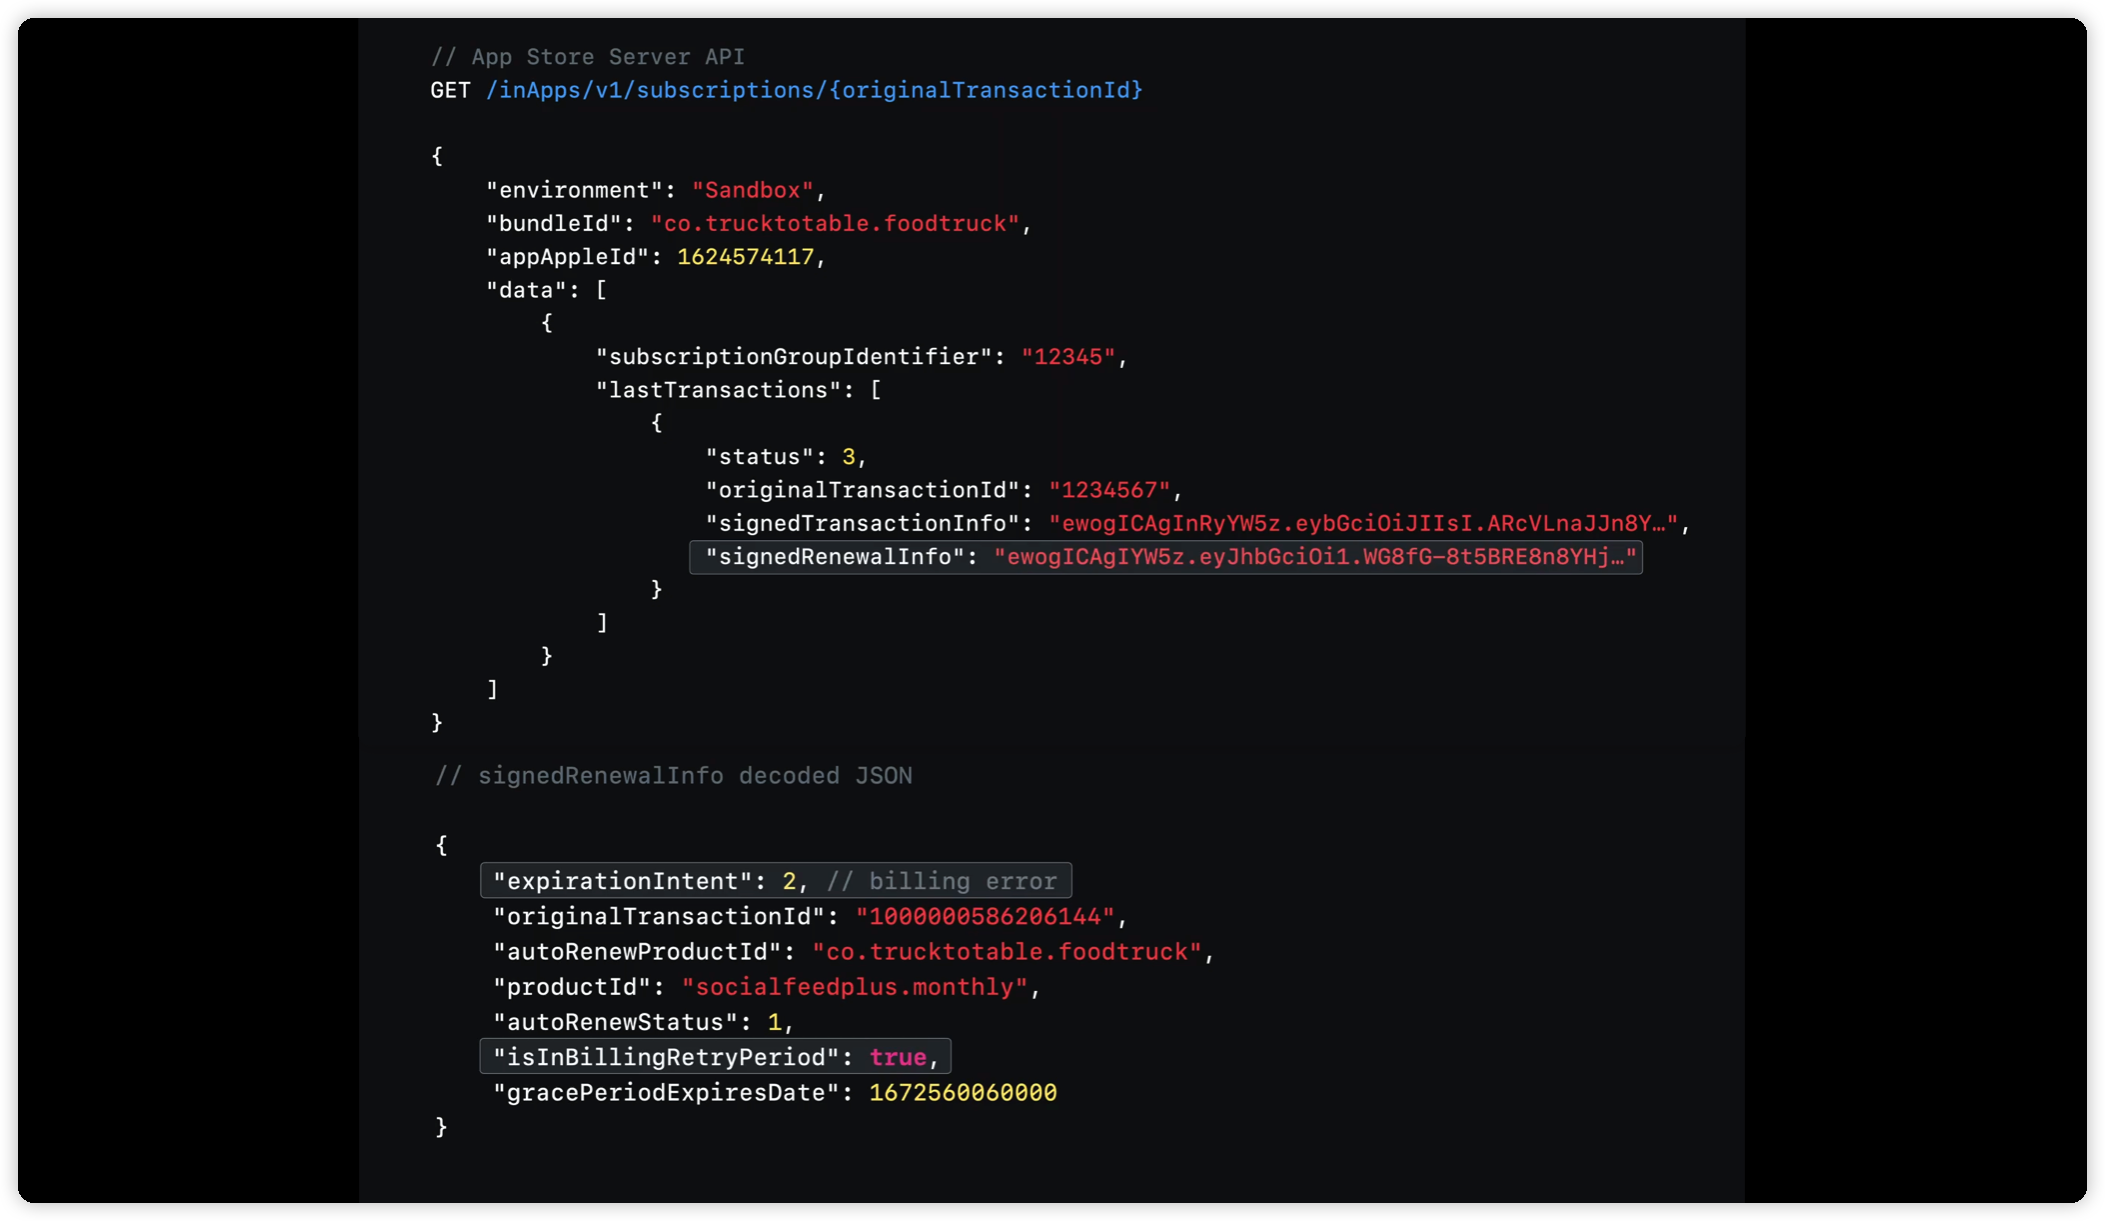 // App Store Server API
GET /inApps/v1/subscriptions/{originalTransactionId}
{
"environment": "Sandbox",
"bundleId": "co.trucktotable.foodtruck",
"appAppleId": 1624574117,
"data": [
{
"subscriptionGroupIdentifier": "12345",
"lastTransactions": [
{
"status": 3,
"originalTransactionId": "1234567",
"signedTransactionInfo": "ewogICAgInRyYW5z.eybGciOiJIIsI.ARcVLnaJJn8Y…",
"signedRenewalInfo": "ewogICAgIYW5z.eyJhbGciOi1.WG8fG-8t5BRE8n8YHj…"
}
]
}
]
}
// signedRenewalInfo decoded JSON
{
"expirationIntent": 2, // billing error
"originalTransactionId": "1000000586206144",
"autoRenewProductId": "co.trucktotable.foodtruck",
"productId": "socialfeedplus.monthly",
"autoRenewStatus": 1,
"isInBillingRetryPeriod": true,
"gracePeriodExpiresDate": 1672560060000
}